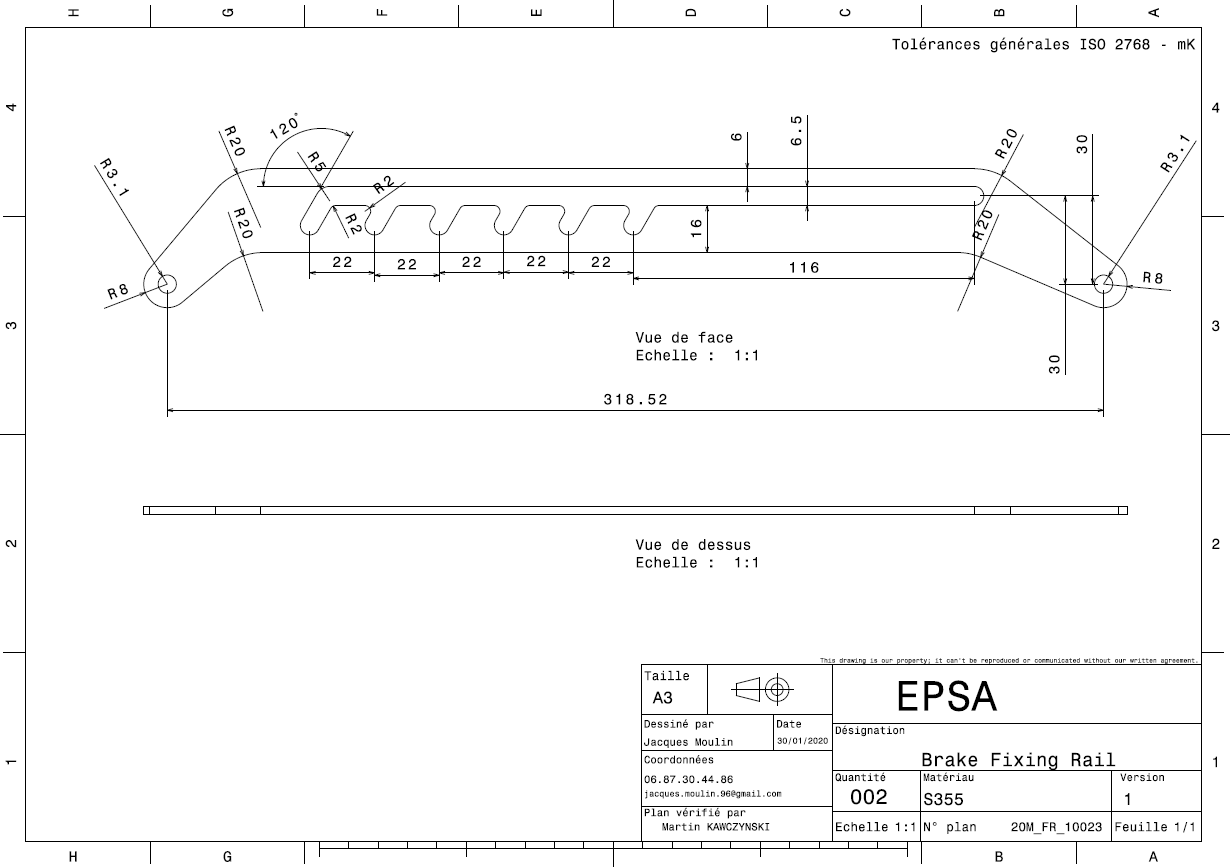 H G F E D C B A
Tolérances générales ISO 2768 - mK
4
4
120°
R20
R5
R2
R2
R3.1
R20
R8
6
6.5
R20
30
R3.1
16
R20
22
22
22
22
22
116
R8
30
3
3
Vue de face
Echelle : 1:1
318.52
2
2
Vue de dessus
Echelle : 1:1
This drawing is our property; it can't be reproduced or communicated without our written agreement.
Taille
A3
EPSA
Dessiné par
Jacques Moulin
Date
30/01/2020
Désignation
Brake Fixing Rail
1
1
Coordonnées
06.87.30.44.86
jacques.moulin.96@gmail.com
Quantité
002
Matériau
S355
Version
1
Plan vérifié par
Martin KAWCZYNSKI
Echelle 1:1
N° plan 20M_FR_10023
Feuille 1/1
H G B A